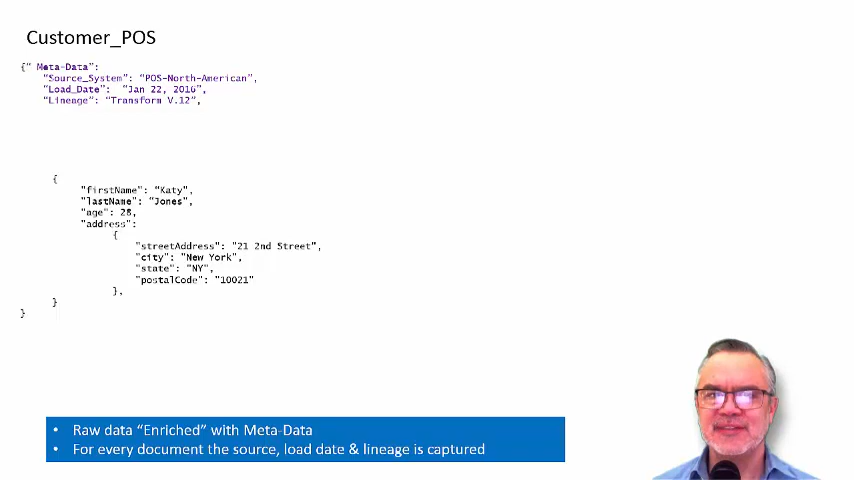 Customer_POS
{“ Meta-Data”:
“Source_System”: “POS-North-American”,
“Load_Date”: “Jan 22, 2016”,
“Lineage”: “Transform V.12”,
{
"firstName": "Katy",
"lastName": "Jones",
"age": 28,
"address":
{
"streetAddress": "21 2nd Street",
"city": "New York",
"state": "NY",
"postalCode": "10021"
},
}
}
• Raw data “Enriched” with Meta-Data
• For every document the source, load date & lineage is captured